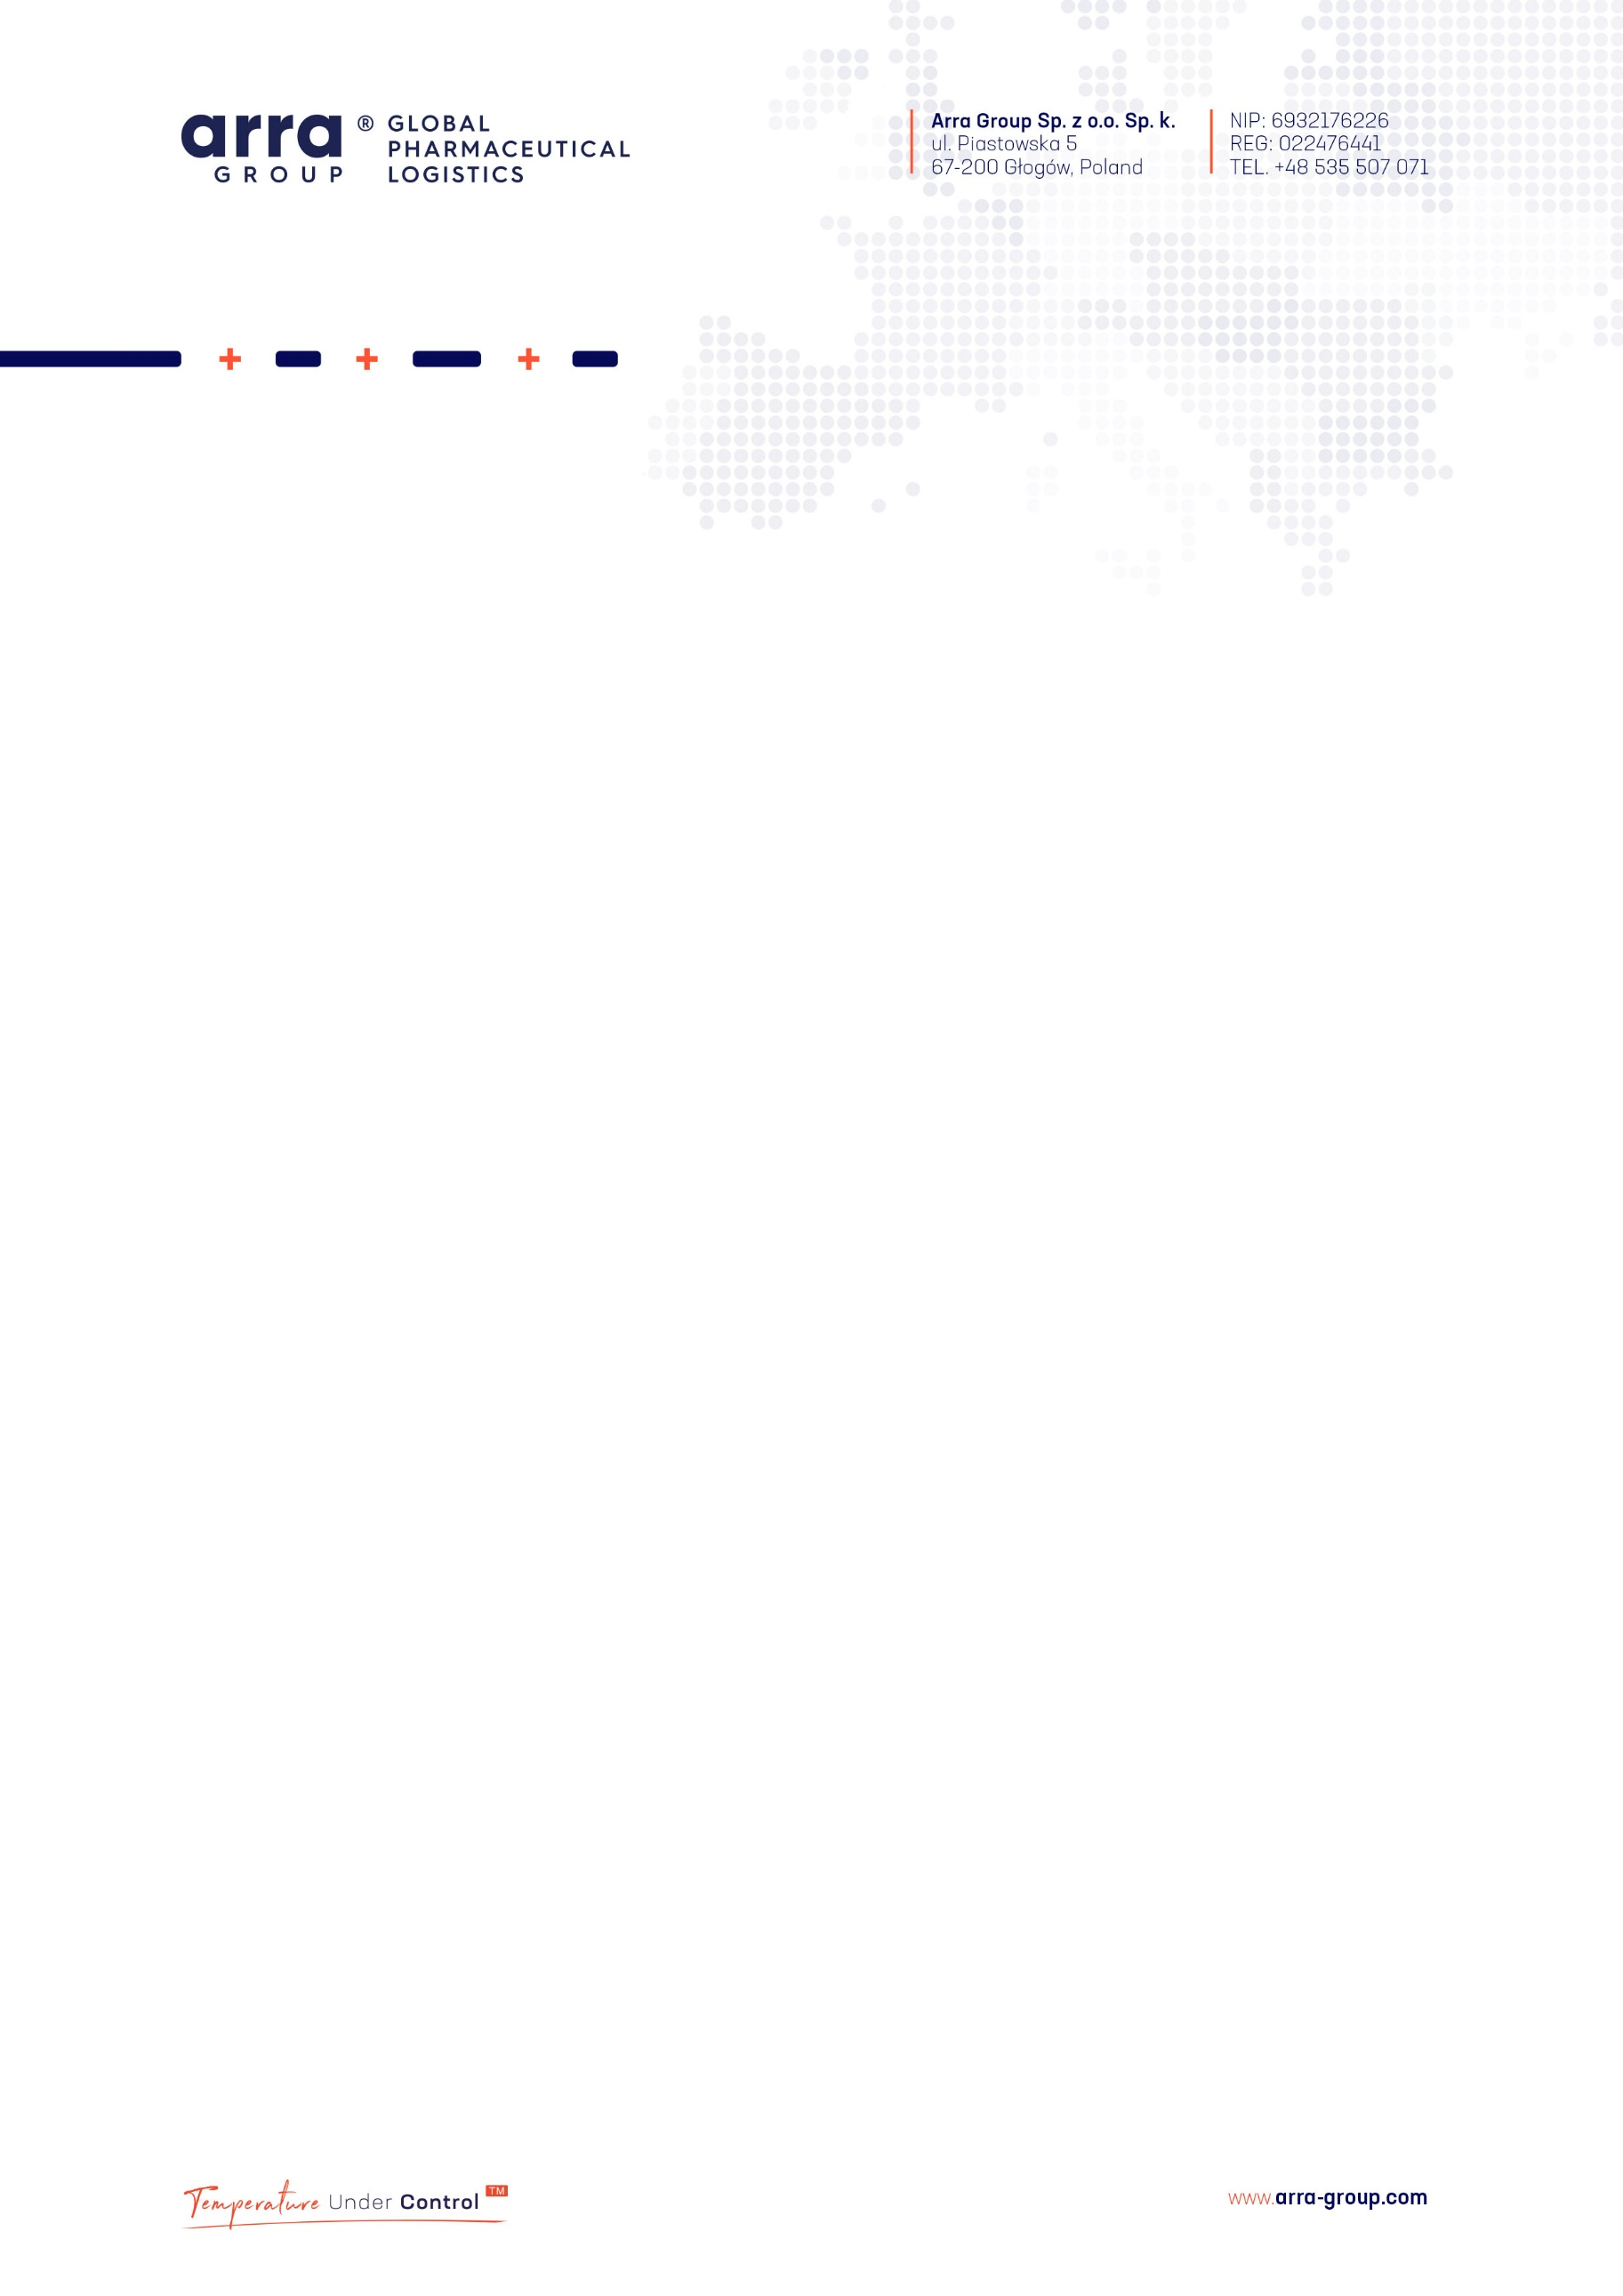 arra ® GLOBAL
GROUP PHARMACEUTICAL
LOGISTICS
Arra Group Sp. z o.o. Sp. k.
ul. Piastowska 5
67-200 Głogów, Poland
NIP: 6932176226
REG: 022476441
TEL. +48 535 507 071
Temperature Under Control TM
www.arra-group.com